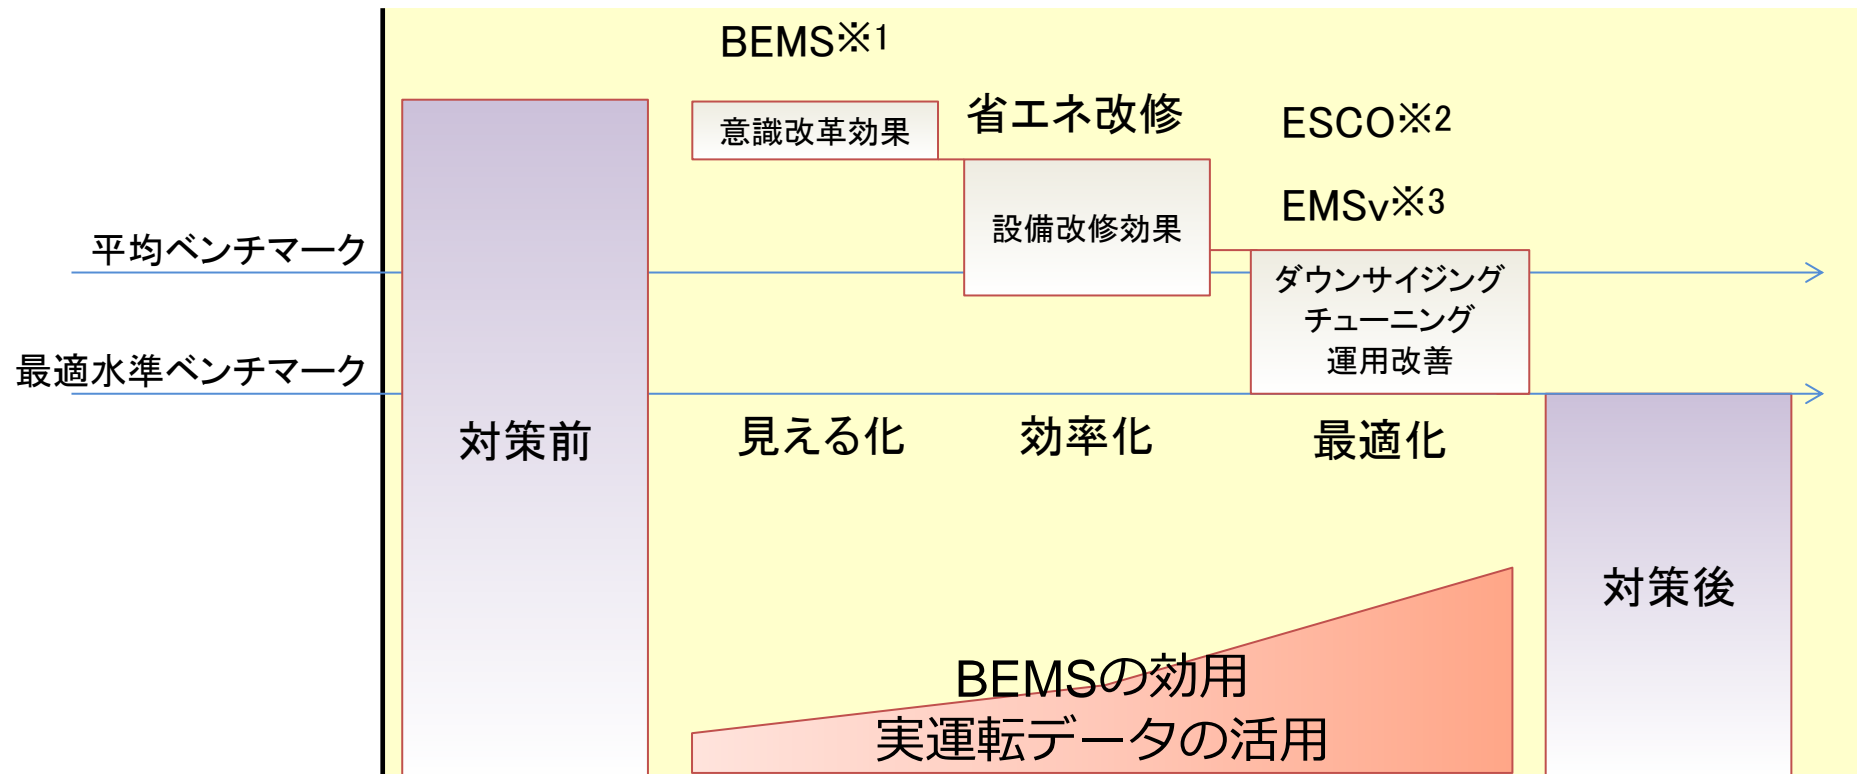 BEMS※1
意識改革効果
省エネ改修
ESCO※2
EMSv※3
設備改修効果
平均ベンチマーク
ダウンサイジング
チューニング
運用改善
最適水準ベンチマーク
対策前
見える化
効率化
最適化
対策後
BEMSの効用
実運転データの活用